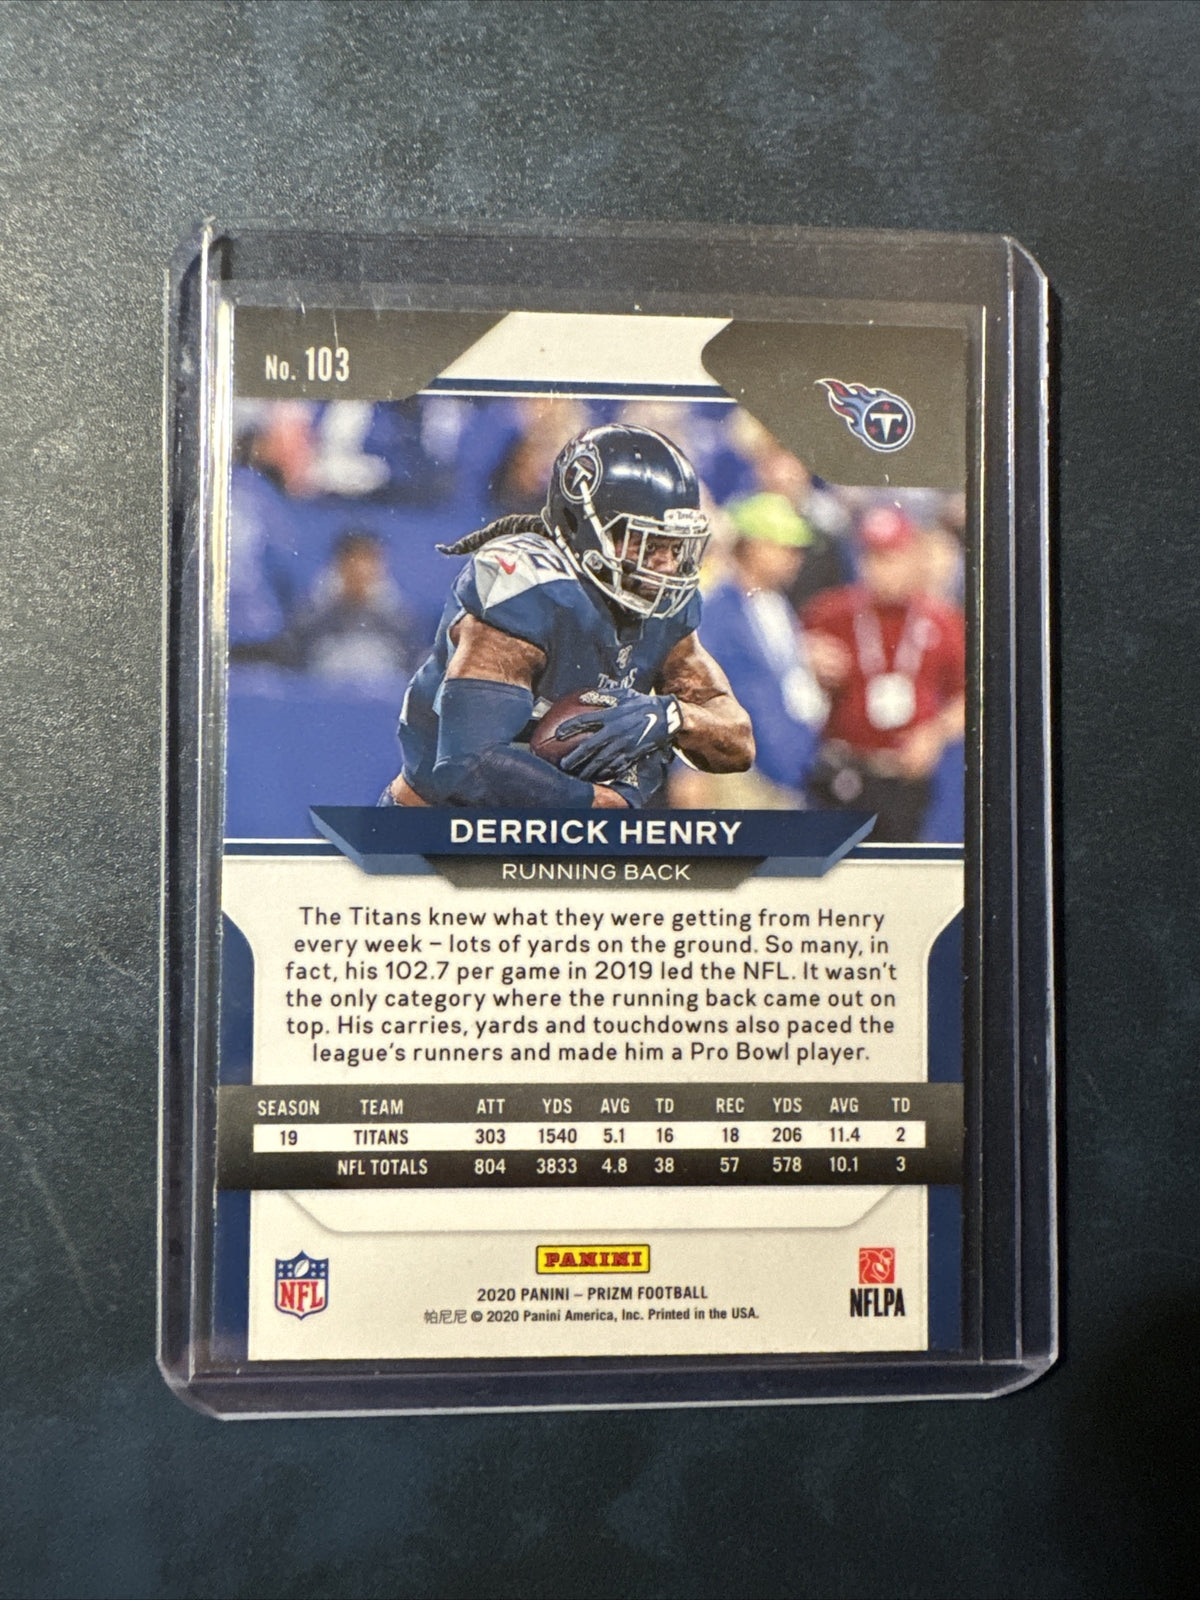 No. 103
T
T
TITANS
DERRICK HENRY
RUNNING BACK
The Titans knew what they were getting from Henry
every week – lots of yards on the ground. So many, in
fact, his 102.7 per game in 2019 led the NFL. It wasn't
the only category where the running back came out on
top. His carries, yards and touchdowns also paced the
league's runners and made him a Pro Bowl player.
SEASON TEAM ATT YDS AVG TD REC YDS AVG TD
19 TITANS 303 1540 5.1 16 18 206 11.4 2
NFL TOTALS 804 3833 4.8 38 57 578 10.1 3
PANINI
NFL
2020 PANINI – PRIZM FOOTBALL
帕尼尼 © 2020 Panini America, Inc. Printed in the USA.
NFLPA